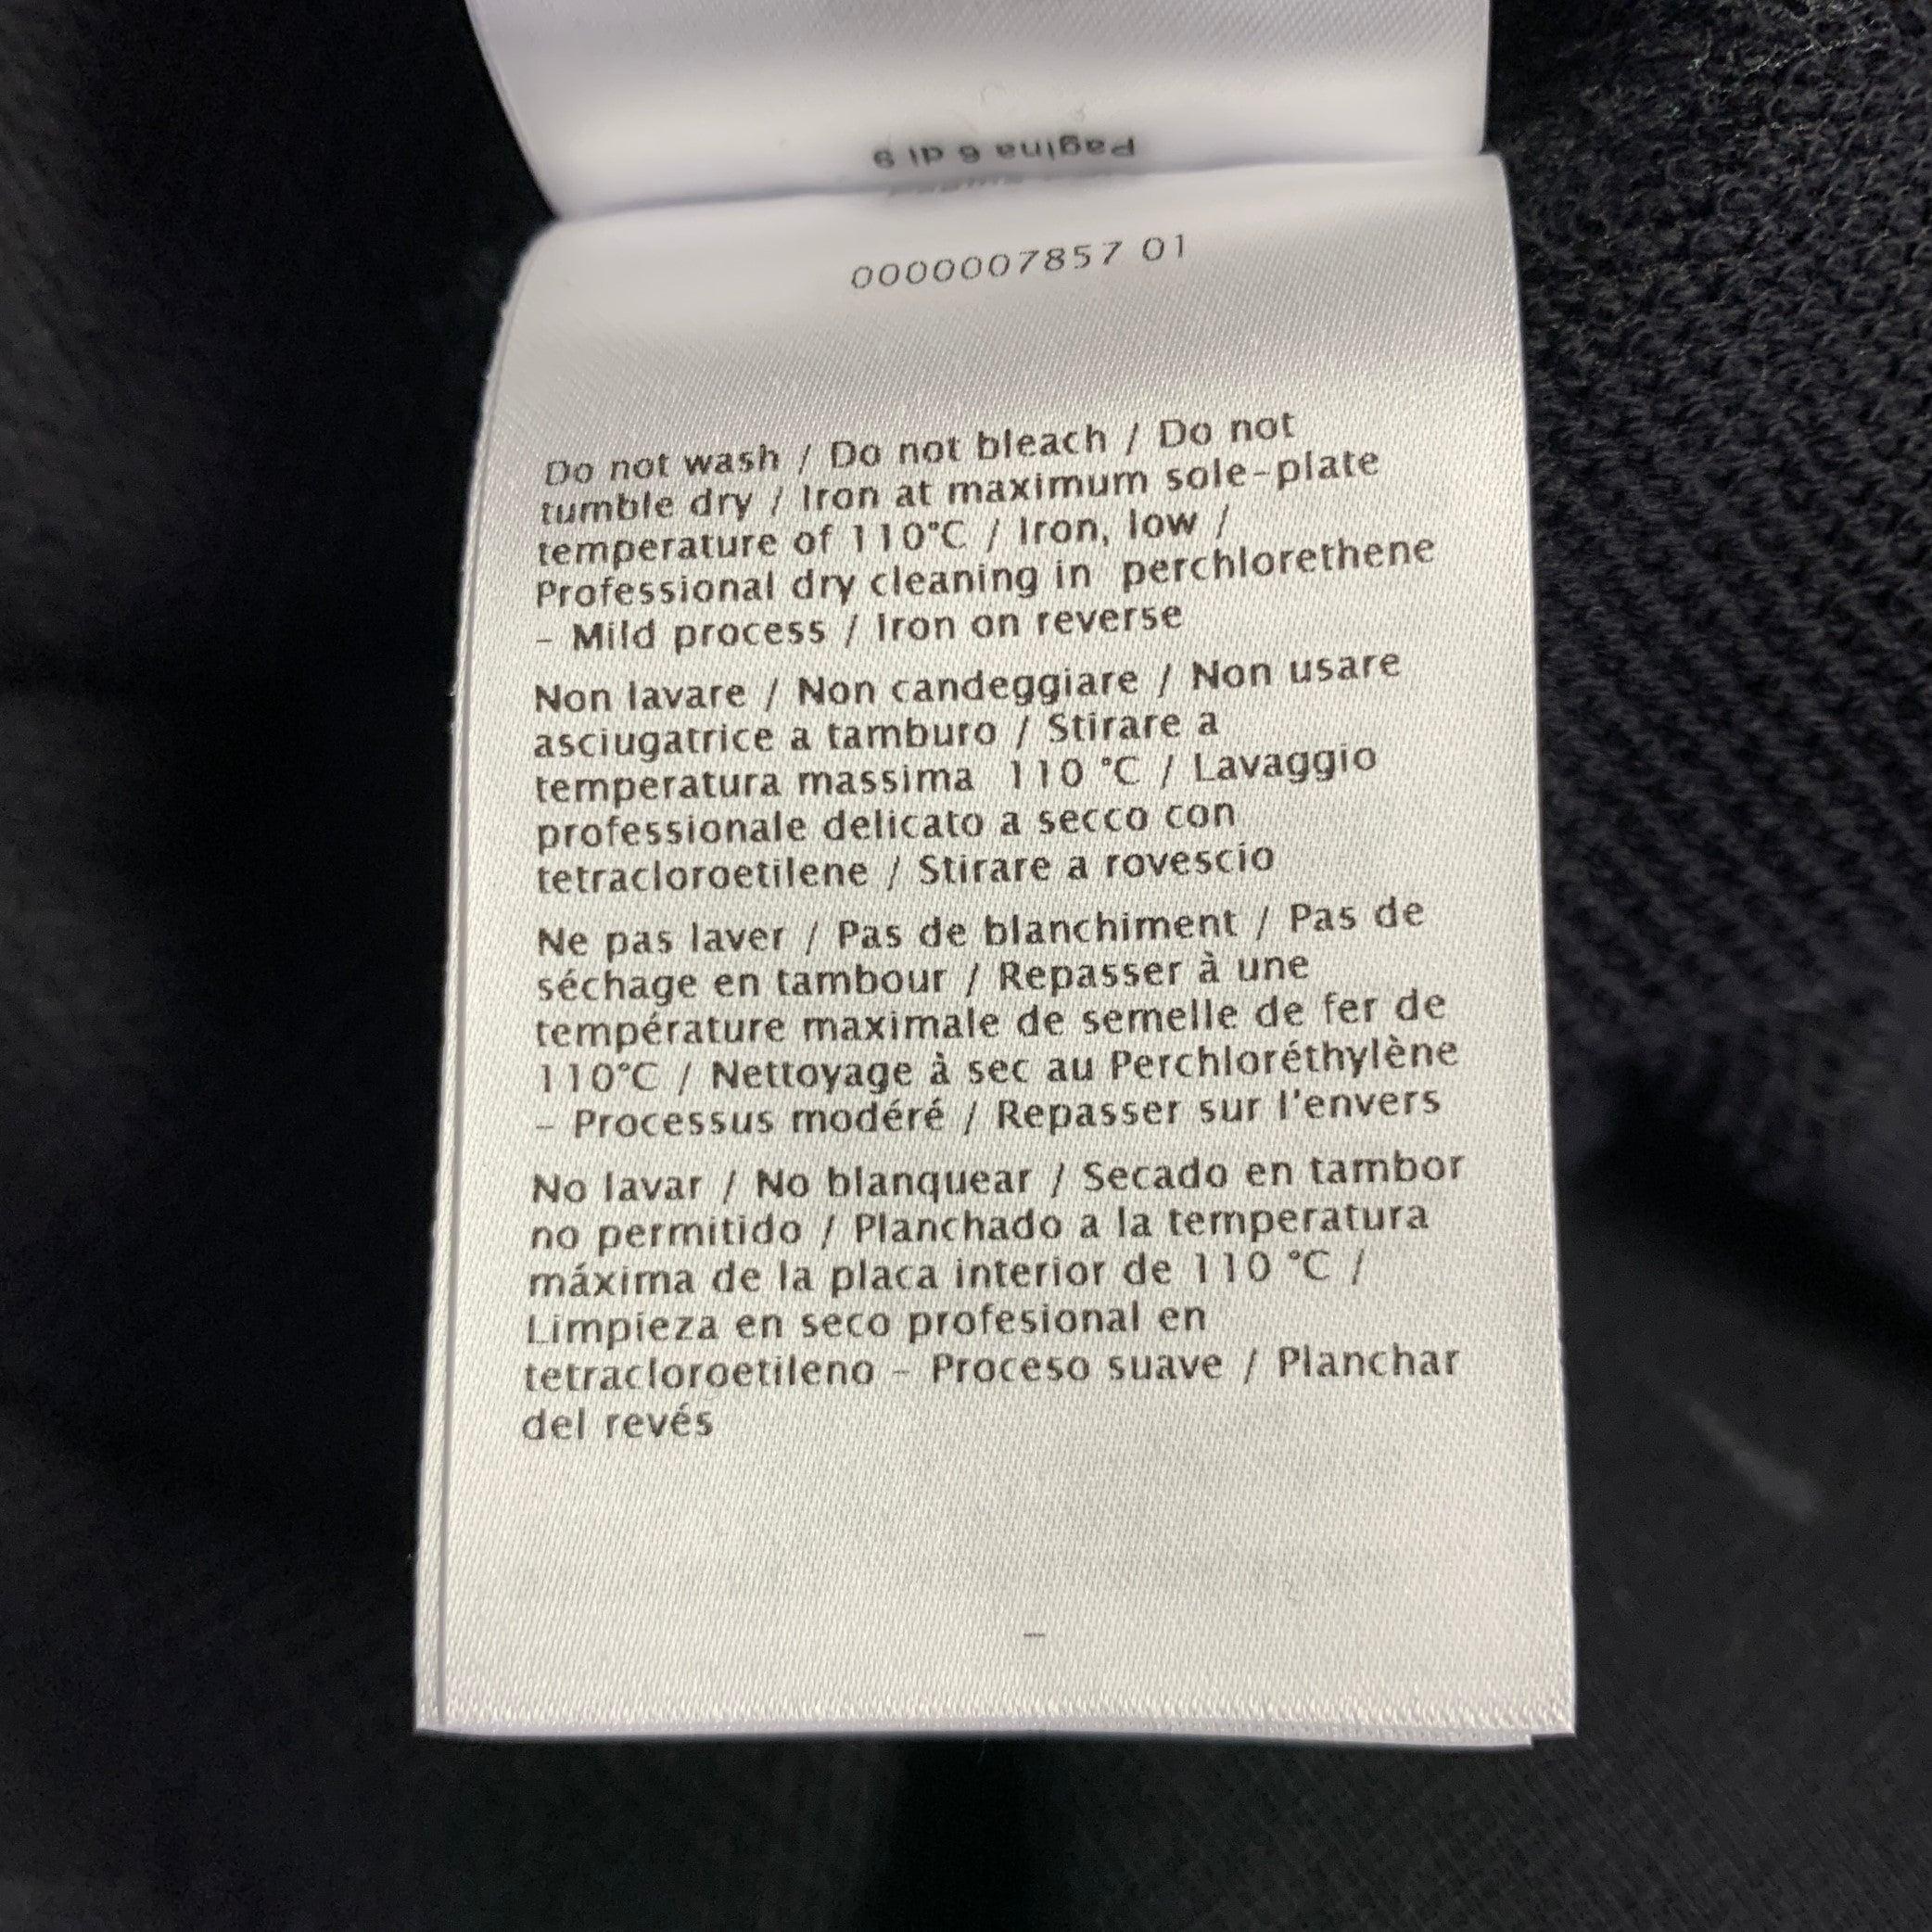 Pagina 6 di 9
0000007857 01
Do not wash / Do not bleach / Do not
tumble dry / Iron at maximum sole-plate
temperature of 110°C / Iron, low /
Professional dry cleaning in perchlorethene
- Mild process / Iron on reverse
Non lavare / Non candeggiare / Non usare
asciugatrice a tamburo / Stirare a
temperatura massima 110 °C / Lavaggio
professionale delicato a secco con
tetracloroetilene / Stirare a rovescio
Ne pas laver / Pas de blanchiment / Pas de
séchage en tambour / Repasser à une
température maximale de semelle de fer de
110°C / Nettoyage à sec au Perchloréthylène
- Processus modéré / Repasser sur l'envers
No lavar / No blanquear / Secado en tambor
no permitido / Planchado a la temperatura
máxima de la placa interior de 110 °C /
Limpieza en seco profesional en
tetracloroetileno - Proceso suave / Planchar
del revés